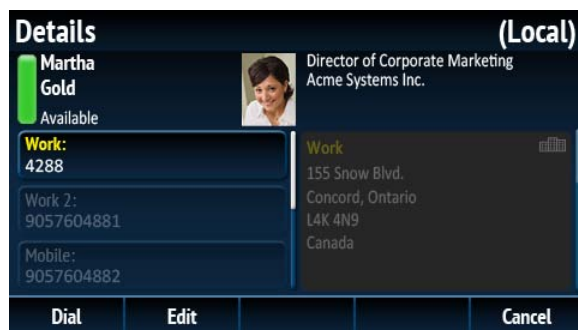 Details
(Local)
Martha
Gold
Available
Director of Corporate Marketing
Acme Systems Inc.
Work:
4288
Work 2:
9057604881
Mobile:
9057604882
Work
155 Snow Blvd.
Concord, Ontario
L4K 4N9
Canada
Dial
Edit
Cancel